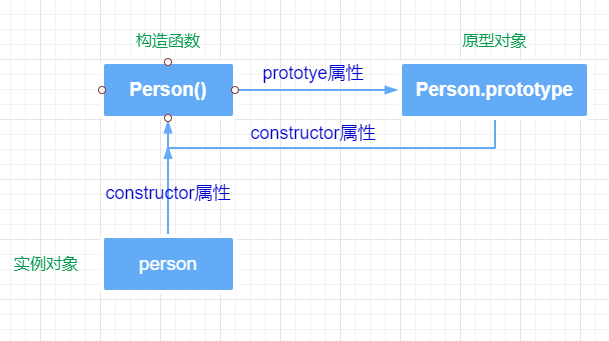 构造函数
原型对象
Person()
prototye属性
Person.prototype
constructor属性
constructor属性
实例对象
person